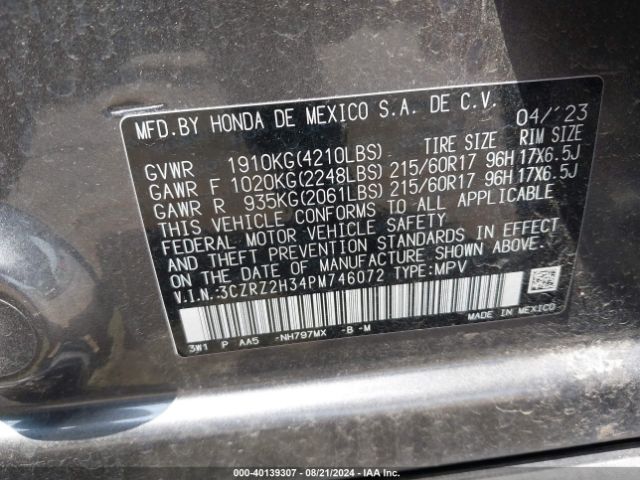 MFD.BY HONDA DE MEXICO S.A. DE C.V. 04/'23
TIRE SIZE RIM SIZE
GVWR 1910KG(4210LBS)
GAWR F 1020KG(2248LBS) 215/60R17 96H 17X6.5J
GAWR R 935KG(2061LBS) 215/60R17 96H 17X6.5J
THIS VEHICLE CONFORMS TO ALL APPLICABLE
FEDERAL MOTOR VEHICLE SAFETY
AND THEFT PREVENTION STANDARDS IN EFFECT
ON THE DATE OF MANUFACTURE SHOWN ABOVE.
V.I.N.:3CZRZ2H34PM746072 TYPE:MPV
3W1 P AA5 -NH797MX -B -M
MADE IN MEXICO
000-40139307 - 08/21/2024 - IAA Inc.